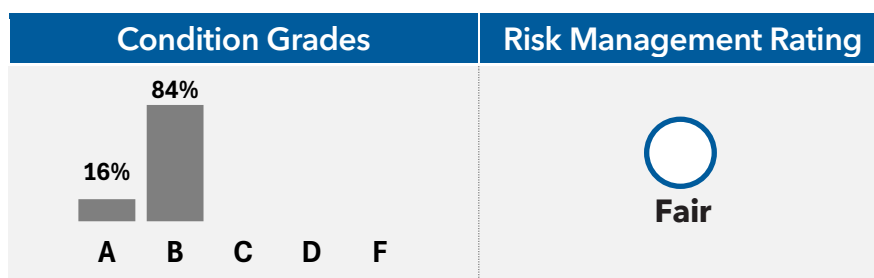 Condition Grades
Risk Management Rating
84%
16%
A B C D F
Fair